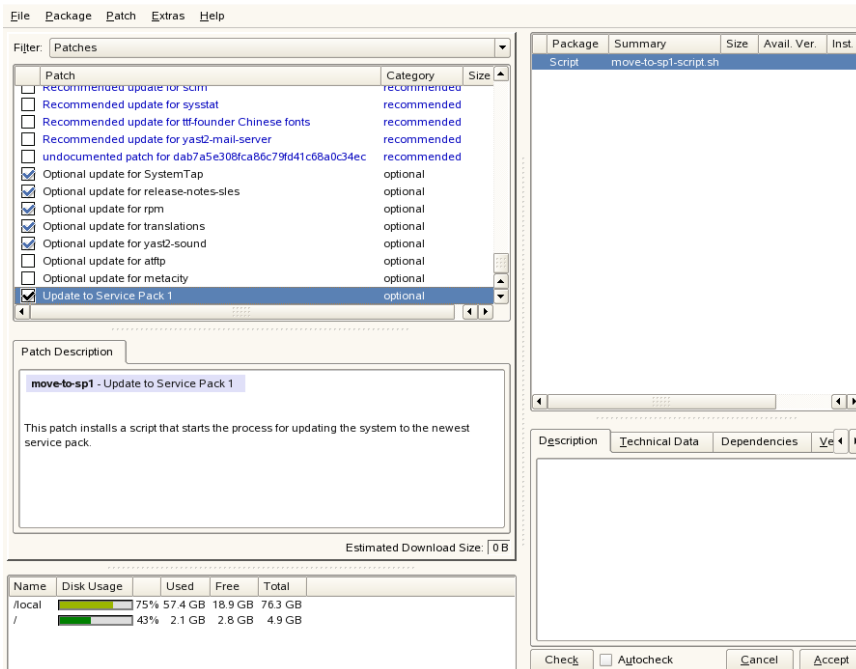 File Package Patch Extras Help
Filter: Patches
Patch Category Size
Recommended update for scim recommended
Recommended update for sysstat recommended
Recommended update for ttf-founder Chinese fonts recommended
Recommended update for yast2-mail-server recommended
undocumented patch for dab7a5e308fca86c79fd41c68a0c34ec recommended
Optional update for SystemTap optional
Optional update for release-notes-sles optional
Optional update for rpm optional
Optional update for translations optional
Optional update for yast2-sound optional
Optional update for atftp optional
Optional update for metacity optional
Update to Service Pack 1 optional
Patch Description
move-to-sp1 - Update to Service Pack 1
This patch installs a script that starts the process for updating the system to the newest
service pack.
Estimated Download Size: 0 B
Name Disk Usage Used Free Total
/local 75% 57.4 GB 18.9 GB 76.3 GB
/ 43% 2.1 GB 2.8 GB 4.9 GB
Package Summary Size Avail. Ver. Inst.
Script move-to-sp1-script.sh
Description Technical Data Dependencies Ve
Check Autocheck Cancel Accept